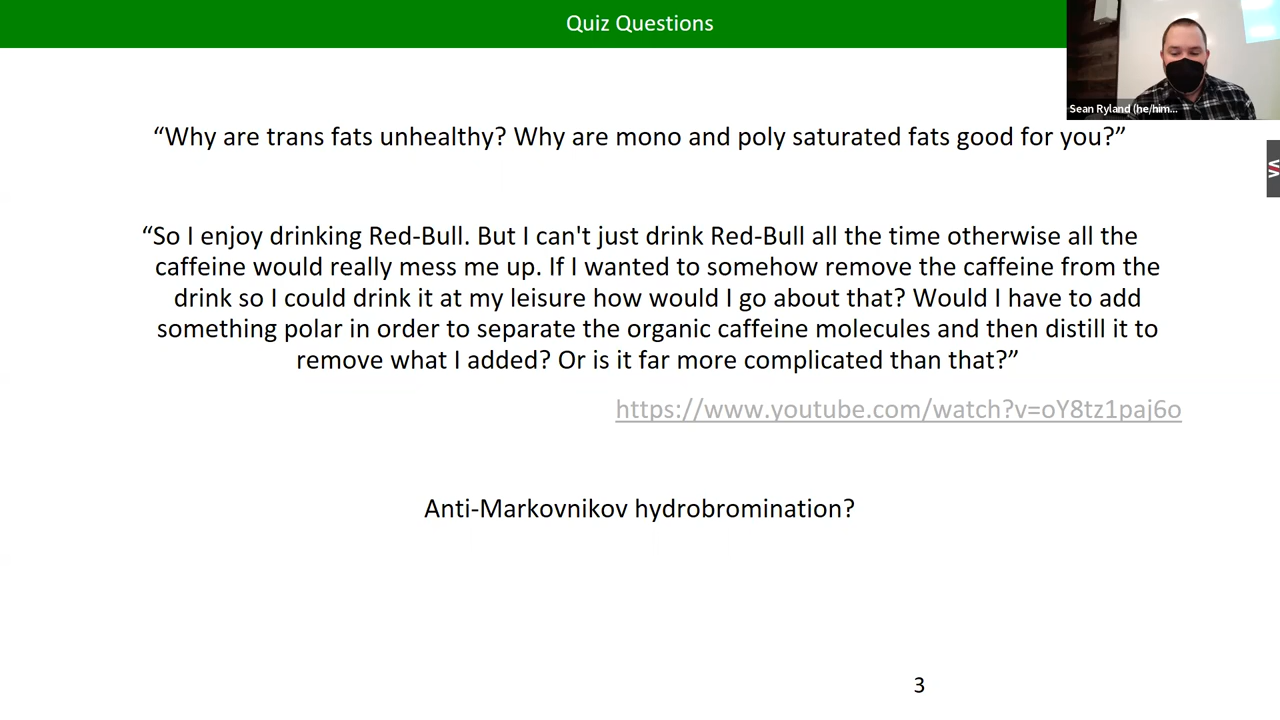 Quiz Questions
Sean Ryland (he/him...
“Why are trans fats unhealthy? Why are mono and poly saturated fats good for you?”
“So I enjoy drinking Red-Bull. But I can't just drink Red-Bull all the time otherwise all the
caffeine would really mess me up. If I wanted to somehow remove the caffeine from the
drink so I could drink it at my leisure how would I go about that? Would I have to add
something polar in order to separate the organic caffeine molecules and then distill it to
remove what I added? Or is it far more complicated than that?”
https://www.youtube.com/watch?v=oY8tz1paj6o
Anti-Markovnikov hydrobromination?
3